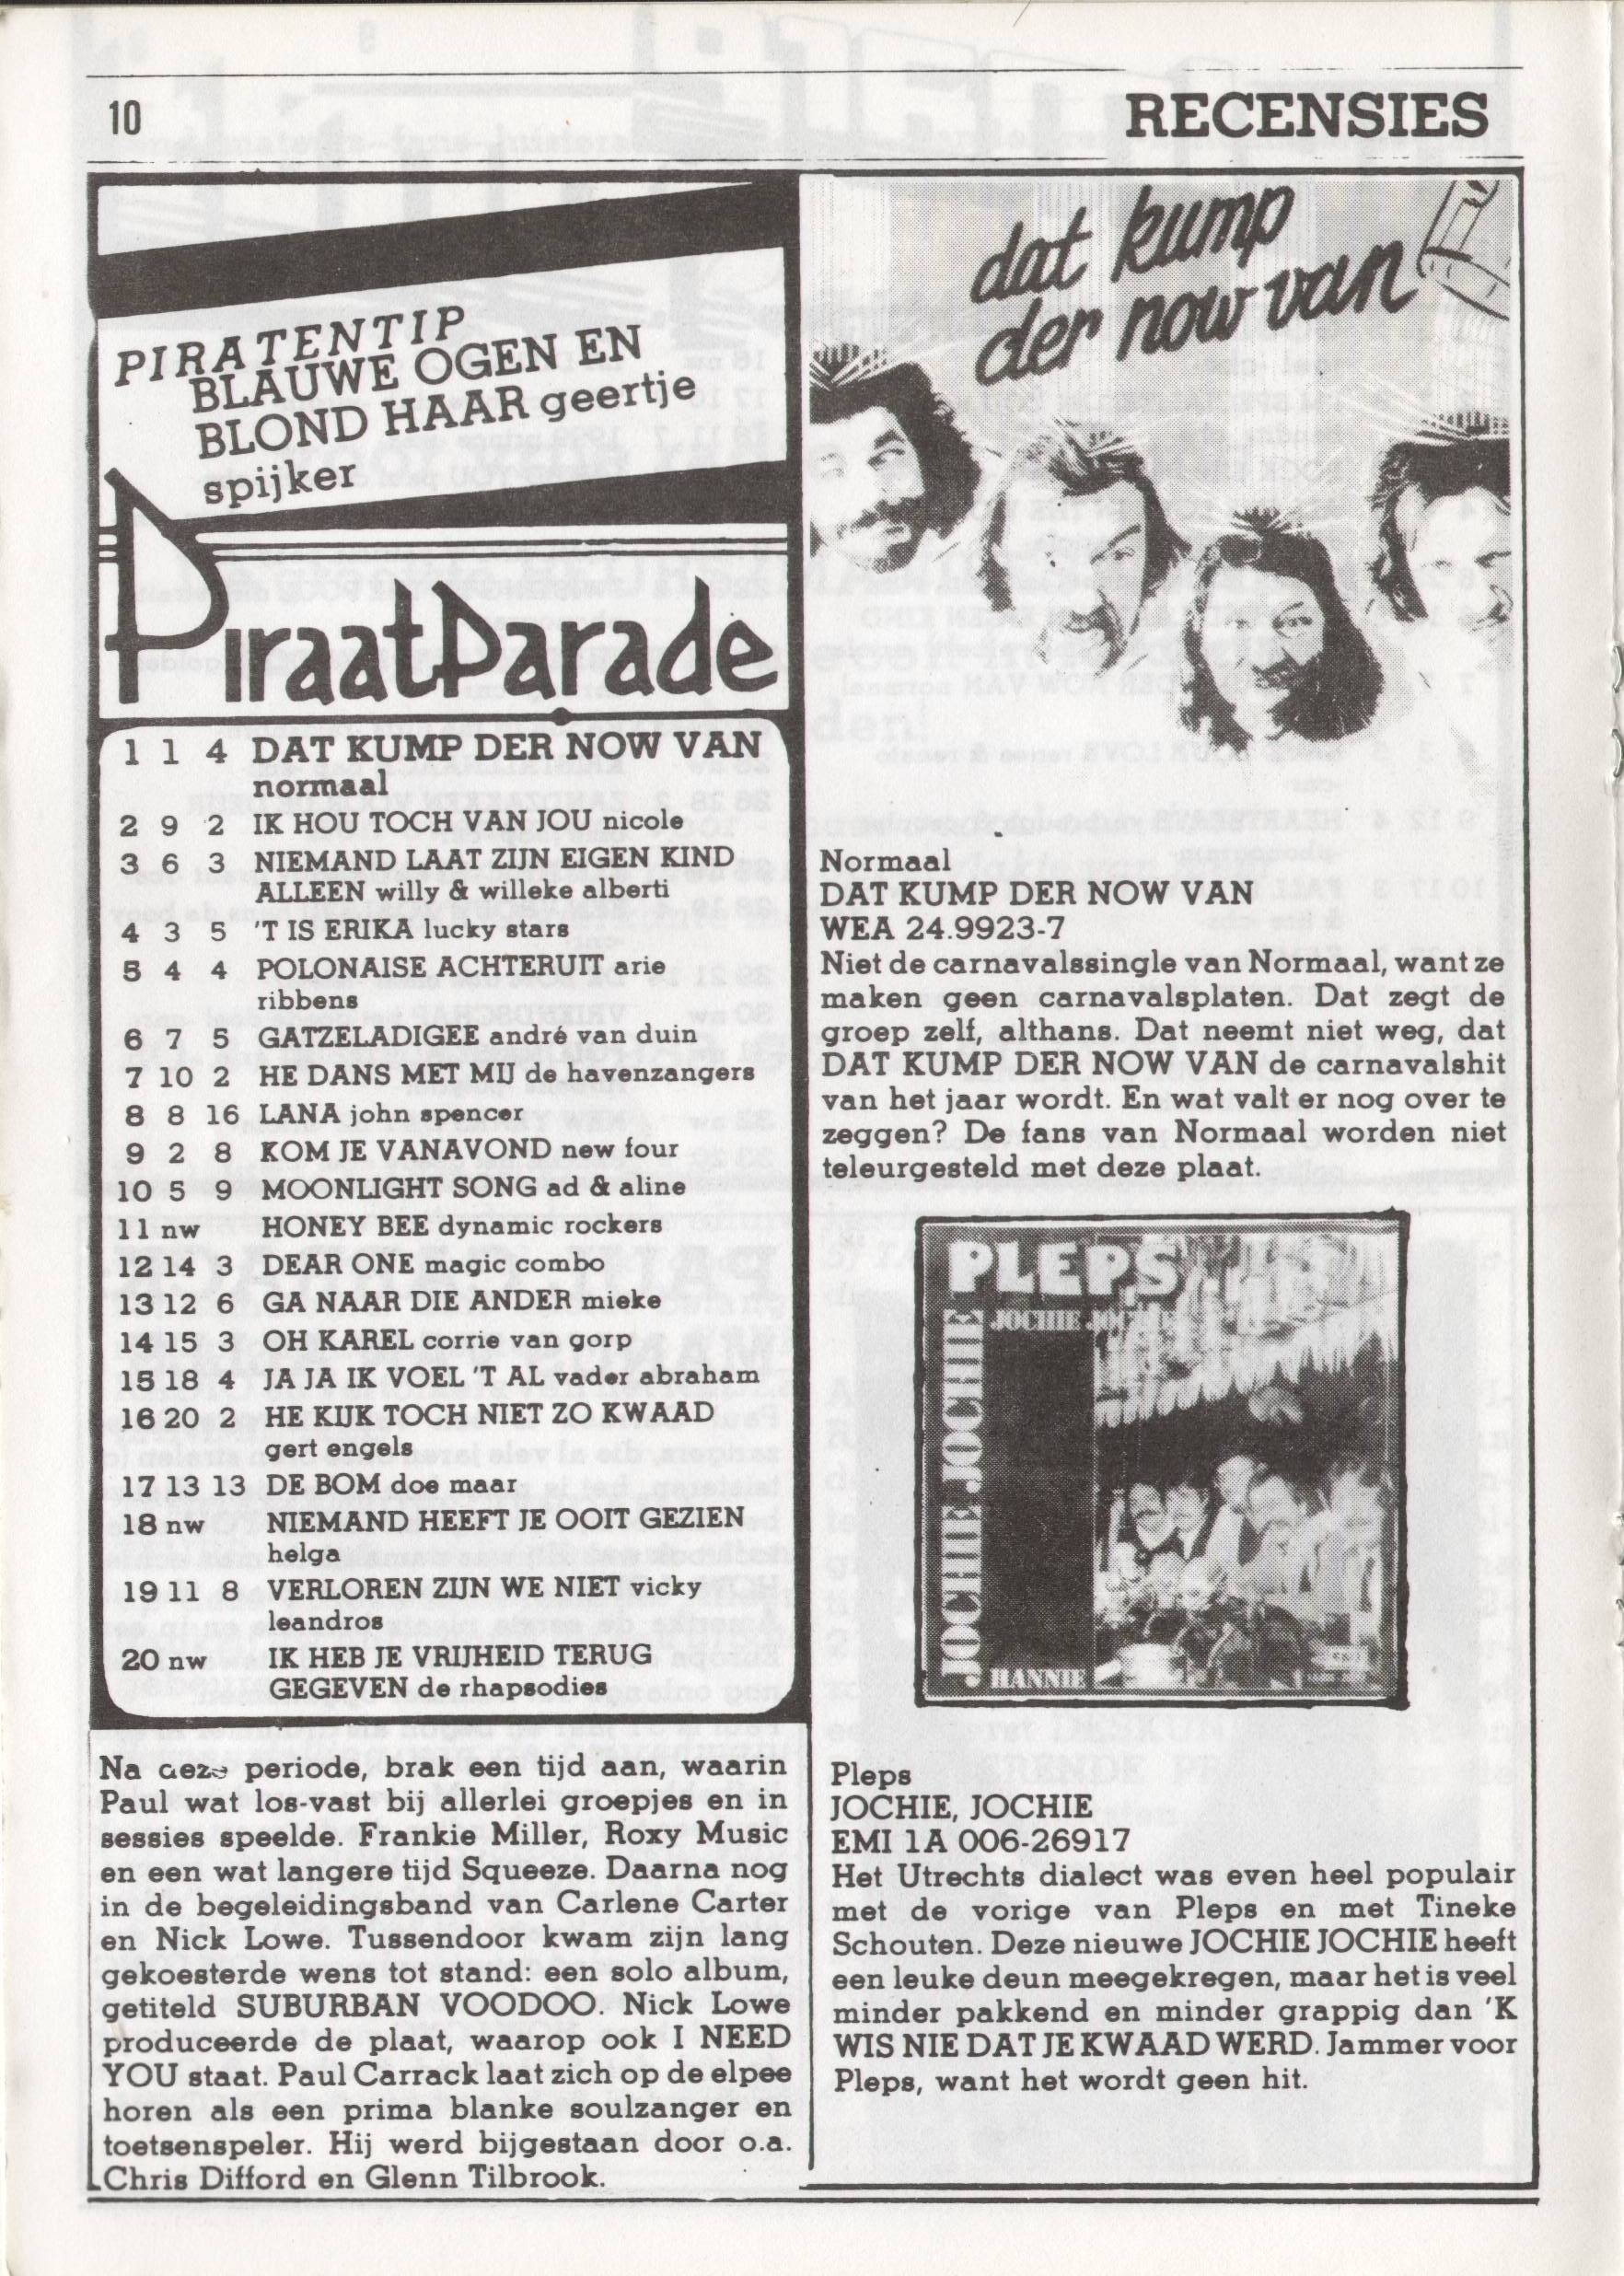 10
RECENSIES
PIRATENTIP
BLAUWE OGEN EN
BLOND HAAR geertje
spijker
PiraatParade
1 1 4 DAT KUMP DER NOW VAN
normaal
2 9 2 IK HOU TOCH VAN JOU nicole
3 6 3 NIEMAND LAAT ZIJN EIGEN KIND
ALLEEN willy & willeke alberti
4 3 5 'T IS ERIKA lucky stars
5 4 4 POLONAISE ACHTERUIT arie
ribbens
6 7 5 GATZELADIGEE andré van duin
7 10 2 HE DANS MET MIJ de havenzangers
8 8 16 LANA john spencer
9 2 8 KOM JE VANAVOND new four
10 5 9 MOONLIGHT SONG ad & aline
11 nw HONEY BEE dynamic rockers
12 14 3 DEAR ONE magic combo
13 12 6 GA NAAR DIE ANDER mieke
14 15 3 OH KAREL corrie van gorp
15 18 4 JA JA IK VOEL 'T AL vader abraham
16 20 2 HE KIJK TOCH NIET ZO KWAAD
gert engels
17 13 13 DE BOM doe maar
18 nw NIEMAND HEEFT JE OOIT GEZIEN
helga
19 11 8 VERLOREN ZIJN WE NIET vicky
leandros
20 nw IK HEB JE VRIJHEID TERUG
GEGEVEN de rhapsodies
Na deze periode, brak een tijd aan, waarin
Paul wat los-vast bij allerlei groepjes en in
sessies speelde. Frankie Miller, Roxy Music
en een wat langere tijd Squeeze. Daarna nog
in de begeleidingsband van Carlene Carter
en Nick Lowe. Tussendoor kwam zijn lang
gekoesterde wens tot stand: een solo album,
getiteld SUBURBAN VOODOO. Nick Lowe
produceerde de plaat, waarop ook I NEED
YOU staat. Paul Carrack laat zich op de elpee
horen als een prima blanke soulzanger en
toetsenspeler. Hij werd bijgestaan door o.a.
Chris Difford en Glenn Tilbrook.
dat kump
der now van
Normaal
DAT KUMP DER NOW VAN
WEA 24.9923-7
Niet de carnavalssingle van Normaal, want ze
maken geen carnavalsplaten. Dat zegt de
groep zelf, althans. Dat neemt niet weg, dat
DAT KUMP DER NOW VAN de carnavalshit
van het jaar wordt. En wat valt er nog over te
zeggen? De fans van Normaal worden niet
teleurgesteld met deze plaat.
PLEPS
JOCHIE JOCHIE
JOCHIE JOCHIE
HANNIE
EMI
Pleps
JOCHIE, JOCHIE
EMI 1A 006-26917
Het Utrechts dialect was even heel populair
met de vorige van Pleps en met Tineke
Schouten. Deze nieuwe JOCHIE JOCHIE heeft
een leuke deun meegekregen, maar het is veel
minder pakkend en minder grappig dan 'K
WIS NIE DAT JE KWAAD WERD. Jammer voor
Pleps, want het wordt geen hit.